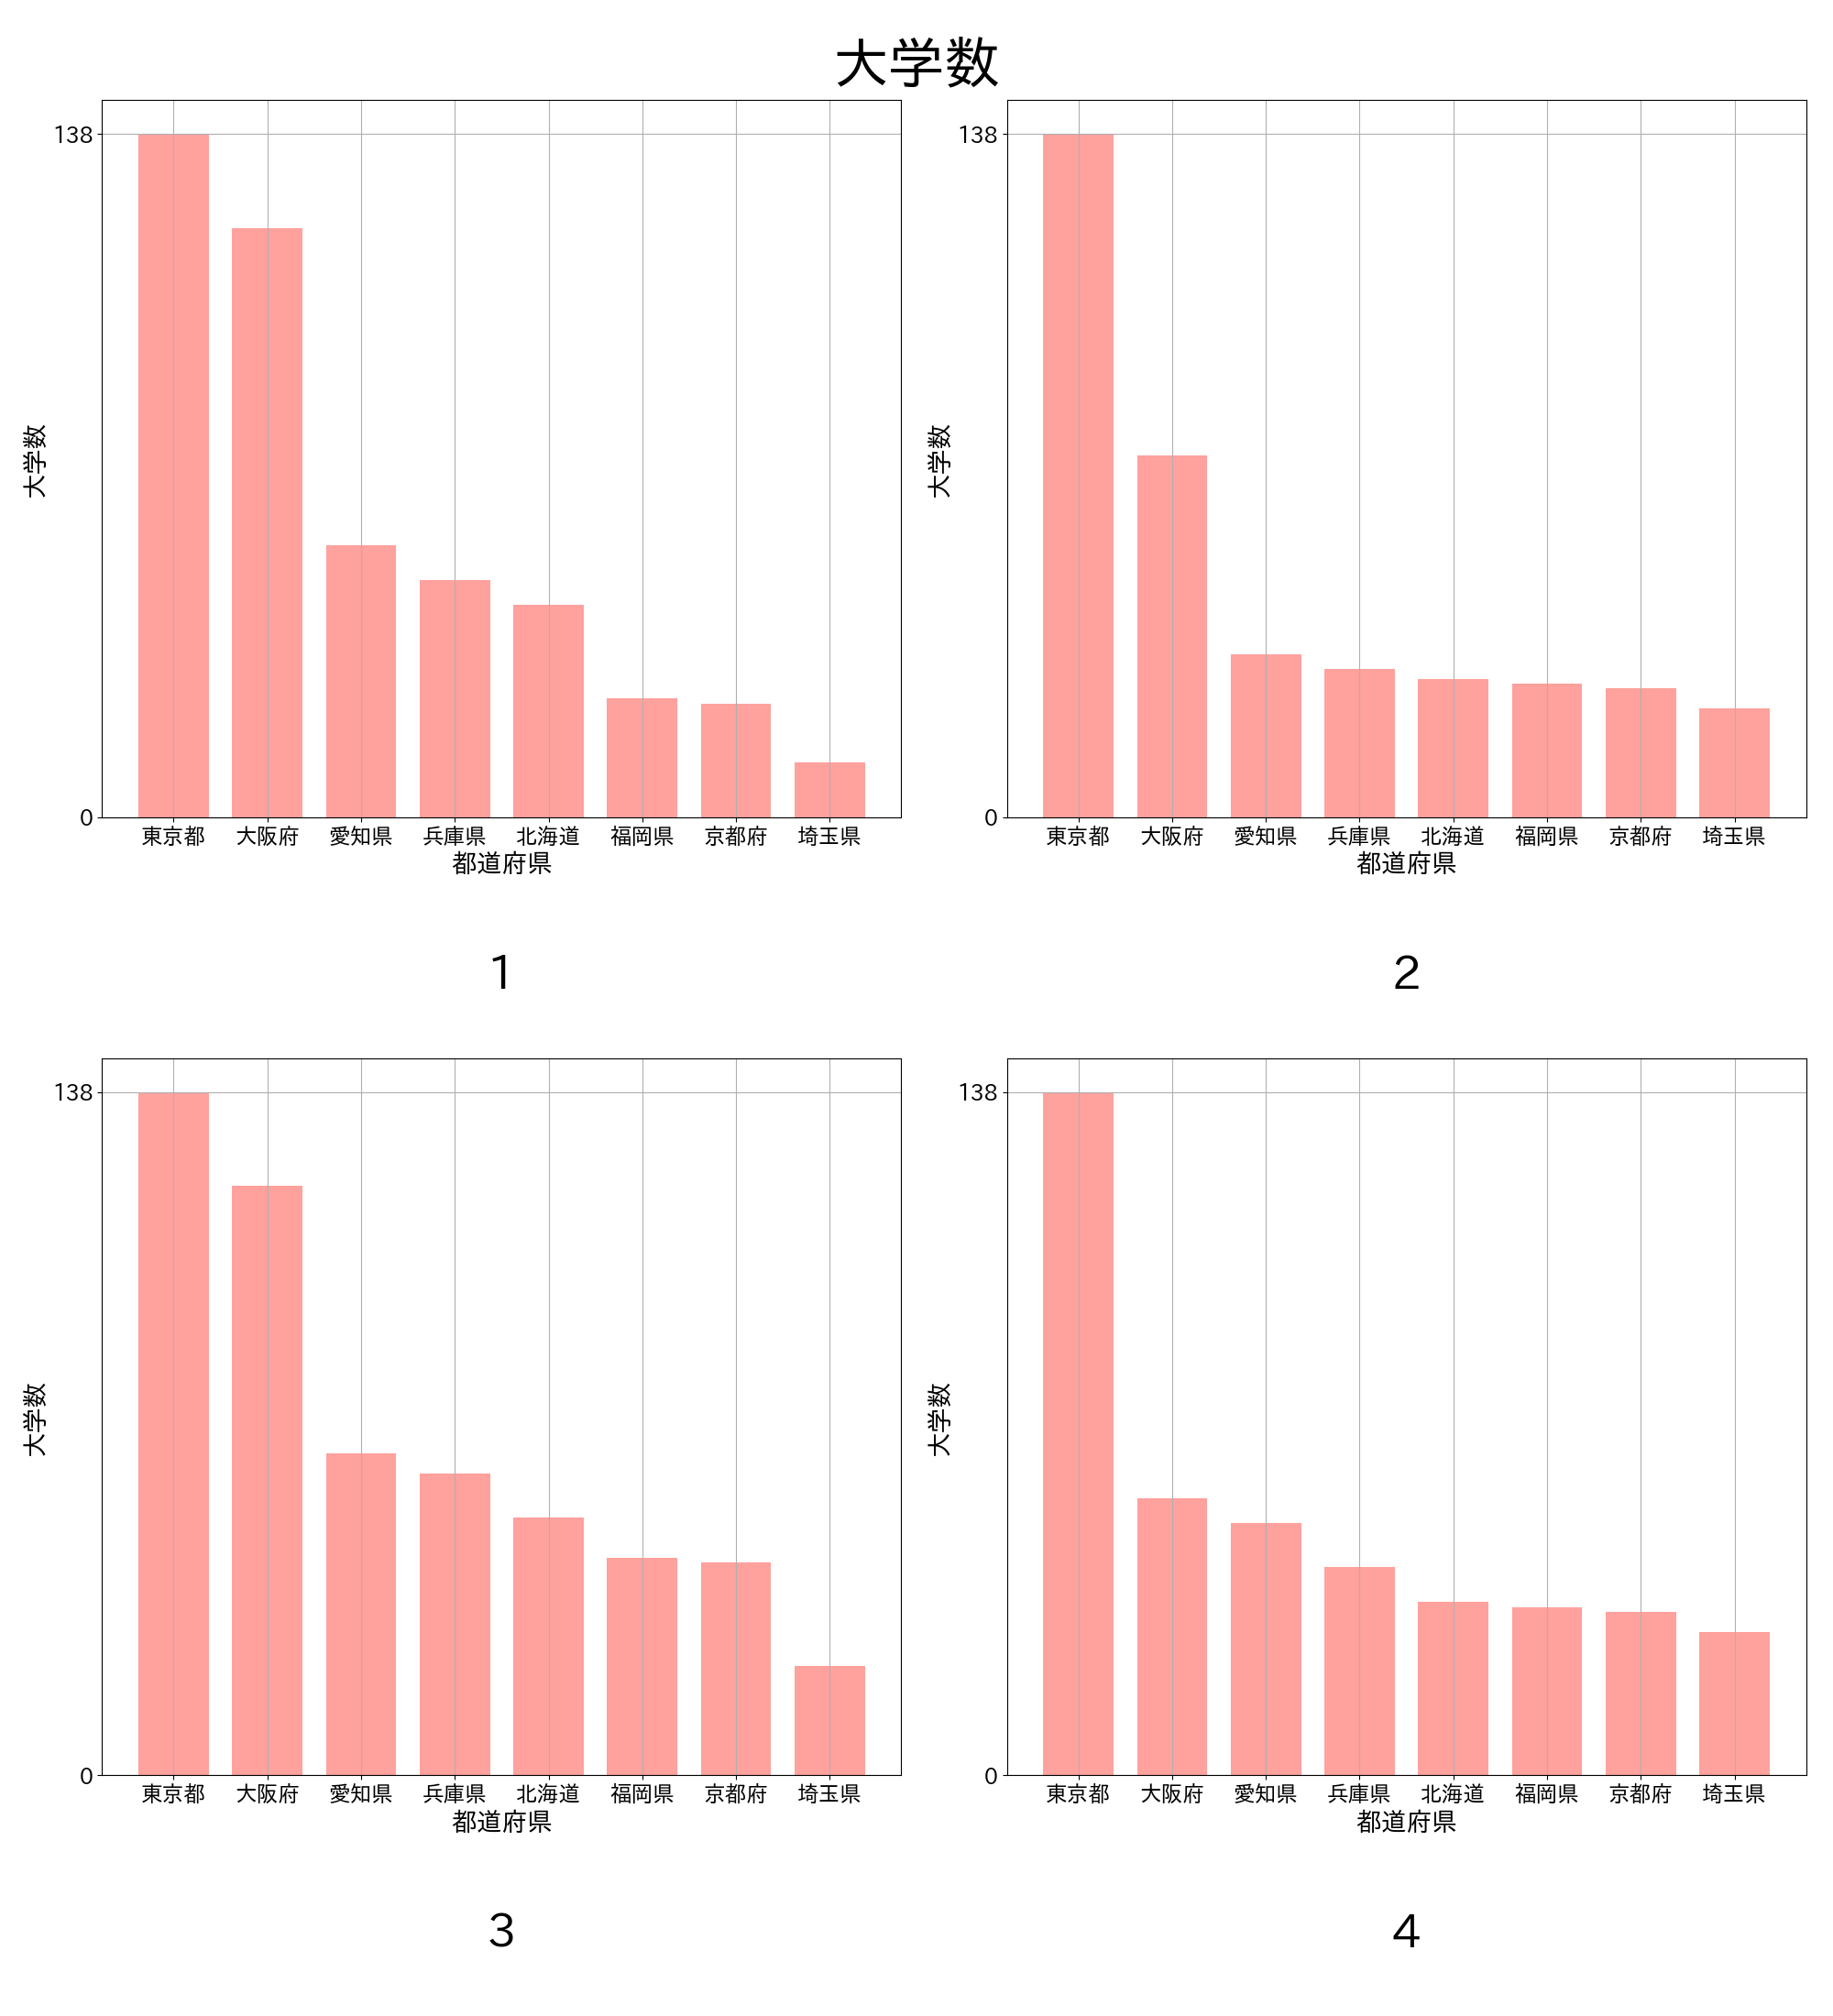 大学数
138
0
大学数
東京都 大阪府 愛知県 兵庫県 北海道 福岡県 京都府 埼玉県
都道府県
1
138
0
大学数
東京都 大阪府 愛知県 兵庫県 北海道 福岡県 京都府 埼玉県
都道府県
2
138
0
大学数
東京都 大阪府 愛知県 兵庫県 北海道 福岡県 京都府 埼玉県
都道府県
3
138
0
大学数
東京都 大阪府 愛知県 兵庫県 北海道 福岡県 京都府 埼玉県
都道府県
4